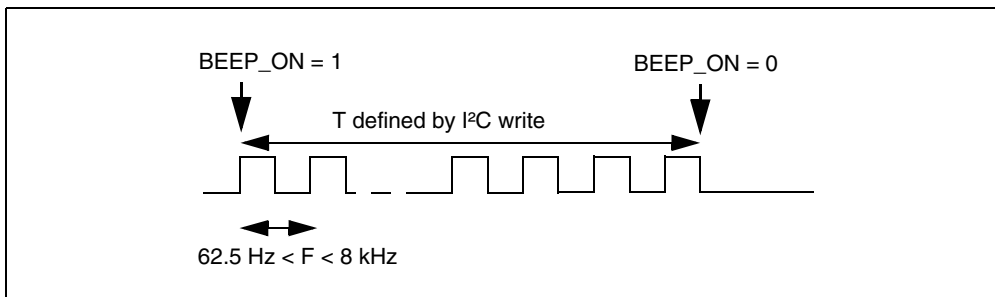 BEEP_ON = 1
BEEP_ON = 0
T defined by I²C write
62.5 Hz < F < 8 kHz